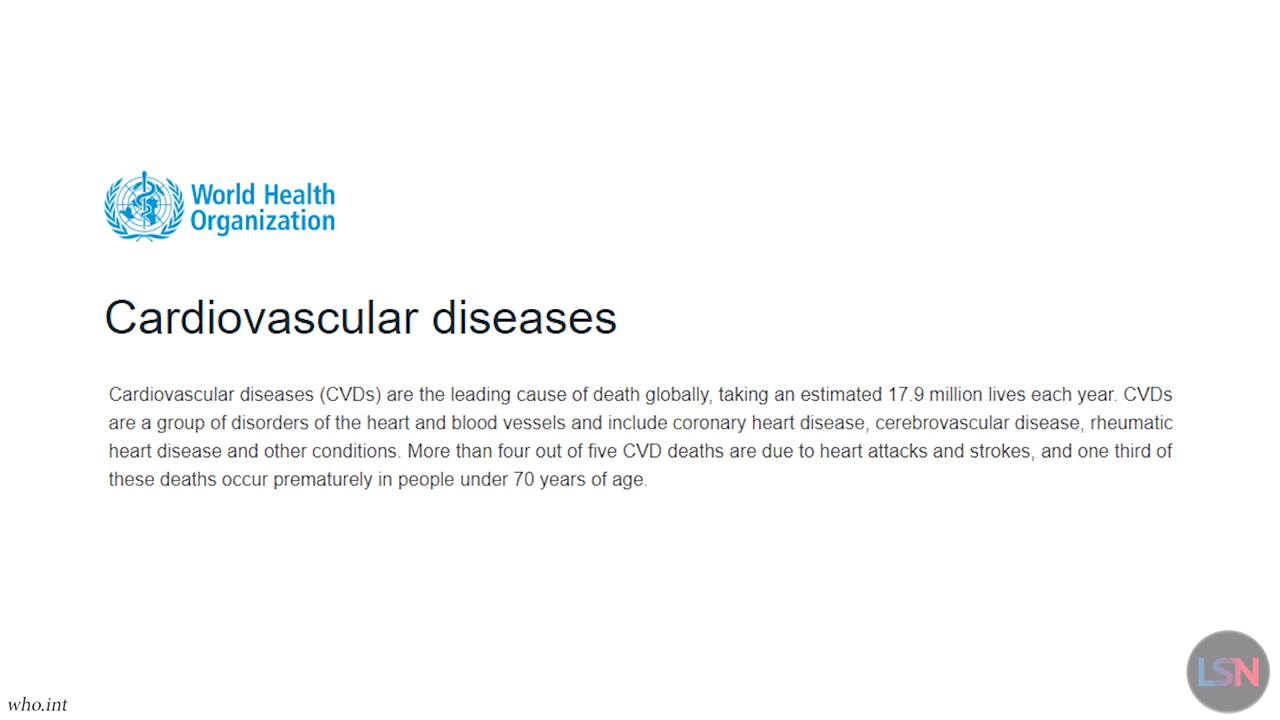 World Health
Organization
Cardiovascular diseases
Cardiovascular diseases (CVDs) are the leading cause of death globally, taking an estimated 17.9 million lives each year. CVDs
are a group of disorders of the heart and blood vessels and include coronary heart disease, cerebrovascular disease, rheumatic
heart disease and other conditions. More than four out of five CVD deaths are due to heart attacks and strokes, and one third of
these deaths occur prematurely in people under 70 years of age.
LSN
who.int